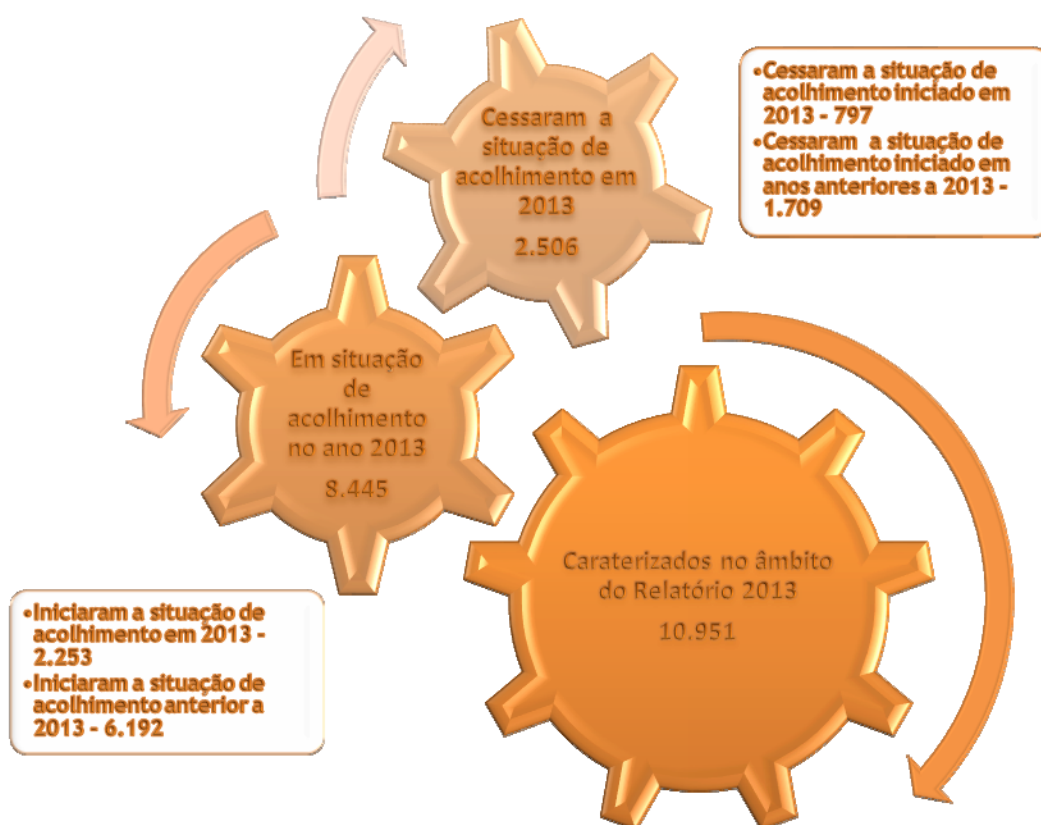 Cessaram a
situação de
acolhimento em
2013
2.506
•Cessaram a situação de
acolhimento iniciado em
2013 - 797
•Cessaram a situação de
acolhimento iniciado em
anos anteriores a 2013 -
1.709
Em situação
de
acolhimento
no ano 2013
8.445
Caraterizados no âmbito
do Relatório 2013
10.951
•Iniciaram a situação de
acolhimento em 2013 -
2.253
•Iniciaram a situação de
acolhimento anterior a
2013 - 6.192